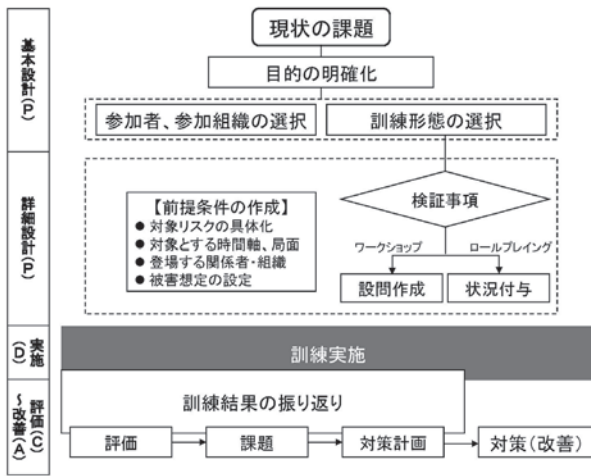 現状の課題
目的の明確化
基本設計(P)
参加者、参加組織の選択
訓練形態の選択
詳細設計(P)
【前提条件の作成】
● 対象リスクの具体化
● 対象とする時間軸、局面
● 登場する関係者・組織
● 被害想定の設定
検証事項
ワークショップ
ロールプレイング
設問作成
状況付与
実施(D)
訓練実施
評価(C)
~改善(A)
訓練結果の振り返り
評価
課題
対策計画
対策(改善)